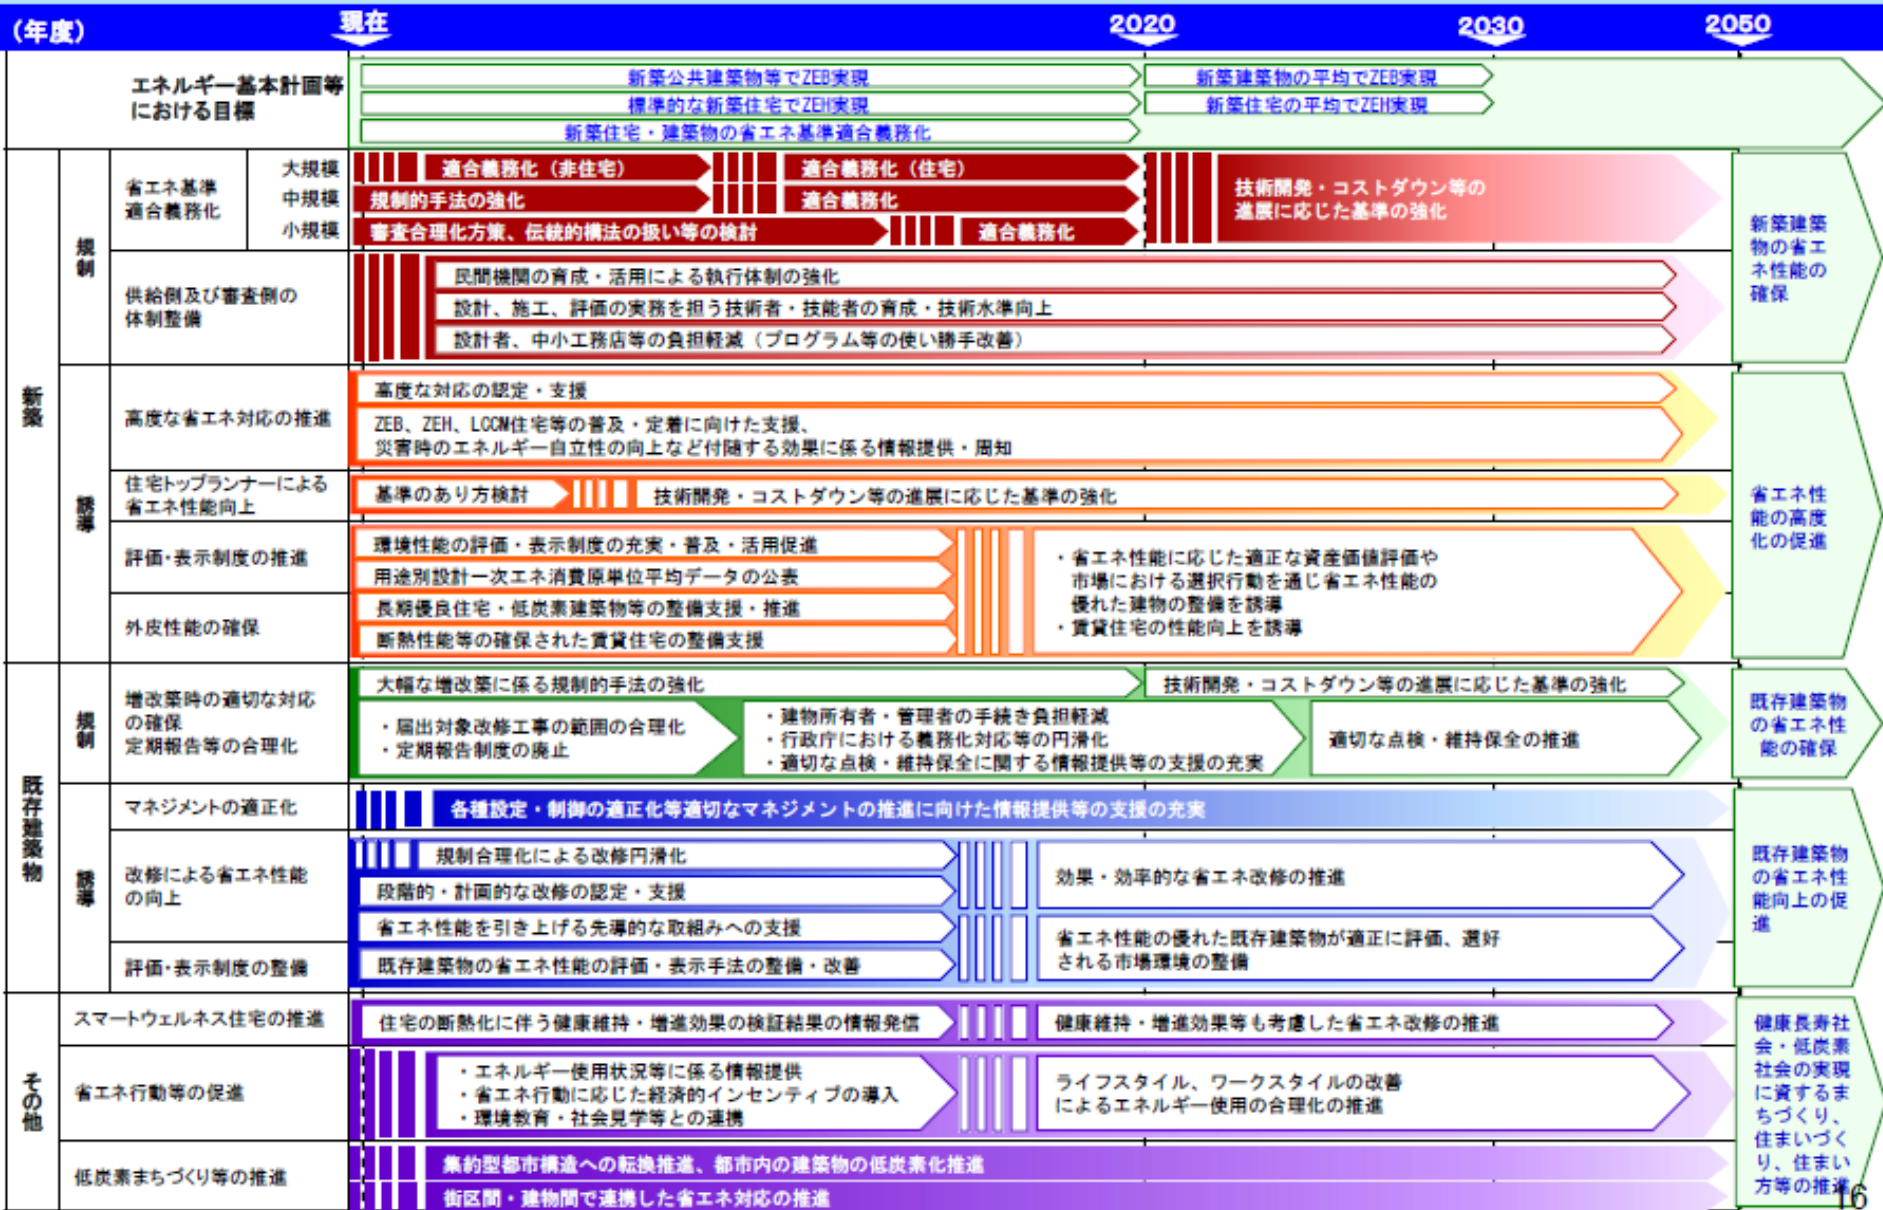 (年度)
現在
2020
2030
2050
エネルギー基本計画等
における目標
新築公共建築物等でZEB実現
新築建築物の平均でZEB実現
標準的な新築住宅でZEH実現
新築住宅の平均でZEH実現
新築住宅・建築物の省エネ基準適合義務化
新築
規制
省エネ基準
適合義務化
大規模
適合義務化（非住宅）
適合義務化（住宅）
中規模
規制的手法の強化
適合義務化
小規模
審査合理化方策、伝統的構法の扱い等の検討
適合義務化
技術開発・コストダウン等の
進展に応じた基準の強化
供給側及び審査側の
体制整備
民間機関の育成・活用による執行体制の強化
設計、施工、評価の実務を担う技術者・技能者の育成・技術水準向上
設計者、中小工務店等の負担軽減（プログラム等の使い勝手改善）
新築建築
物の省エ
ネ性能の
確保
誘導
高度な省エネ対応の推進
高度な対応の認定・支援
ZEB、ZEH、LCCM住宅等の普及・定着に向けた支援、
災害時のエネルギー自立性の向上など付随する効果に係る情報提供・周知
住宅トップランナーによる
省エネ性能向上
基準のあり方検討
技術開発・コストダウン等の進展に応じた基準の強化
評価・表示制度の推進
環境性能の評価・表示制度の充実・普及・活用促進
用途別設計一次エネ消費原単位平均データの公表
外皮性能の確保
長期優良住宅・低炭素建築物等の整備支援・推進
断熱性能等の確保された賃貸住宅の整備支援
・省エネ性能に応じた適正な資産価値評価や
市場における選択行動を通じ省エネ性能の
優れた建物の整備を誘導
・賃貸住宅の性能向上を誘導
省エネ性
能の高度
化の促進
既存建築物
規制
増改築時の適切な対応
の確保
定期報告等の合理化
大幅な増改築に係る規制的手法の強化
技術開発・コストダウン等の進展に応じた基準の強化
・届出対象改修工事の範囲の合理化
・定期報告制度の廃止
・建物所有者・管理者の手続き負担軽減
・行政庁における義務化対応等の円滑化
・適切な点検・維持保全に関する情報提供等の支援の充実
適切な点検・維持保全の推進
既存建築物
の省エネ性
能の確保
誘導
マネジメントの適正化
各種設定・制御の適正化等適切なマネジメントの推進に向けた情報提供等の支援の充実
改修による省エネ性能
の向上
規制合理化による改修円滑化
段階的・計画的な改修の認定・支援
省エネ性能を引き上げる先導的な取組みへの支援
効果・効率的な省エネ改修の推進
評価・表示制度の整備
既存建築物の省エネ性能の評価・表示手法の整備・改善
省エネ性能の優れた既存建築物が適正に評価、選好
される市場環境の整備
既存建築物
の省エネ性
能向上の促
進
その他
スマートウェルネス住宅の推進
住宅の断熱化に伴う健康維持・増進効果の検証結果の情報発信
健康維持・増進効果等も考慮した省エネ改修の推進
省エネ行動等の促進
・エネルギー使用状況等に係る情報提供
・省エネ行動に応じた経済的インセンティブの導入
・環境教育・社会見学等との連携
ライフスタイル、ワークスタイルの改善
によるエネルギー使用の合理化の推進
低炭素まちづくり等の推進
集約型都市構造への転換推進、都市内の建築物の低炭素化推進
街区間・建物間で連携した省エネ対応の推進
健康長寿社
会・低炭素
社会の実現
に資するま
ちづくり、
住まいづく
り、住まい
方等の推進
16